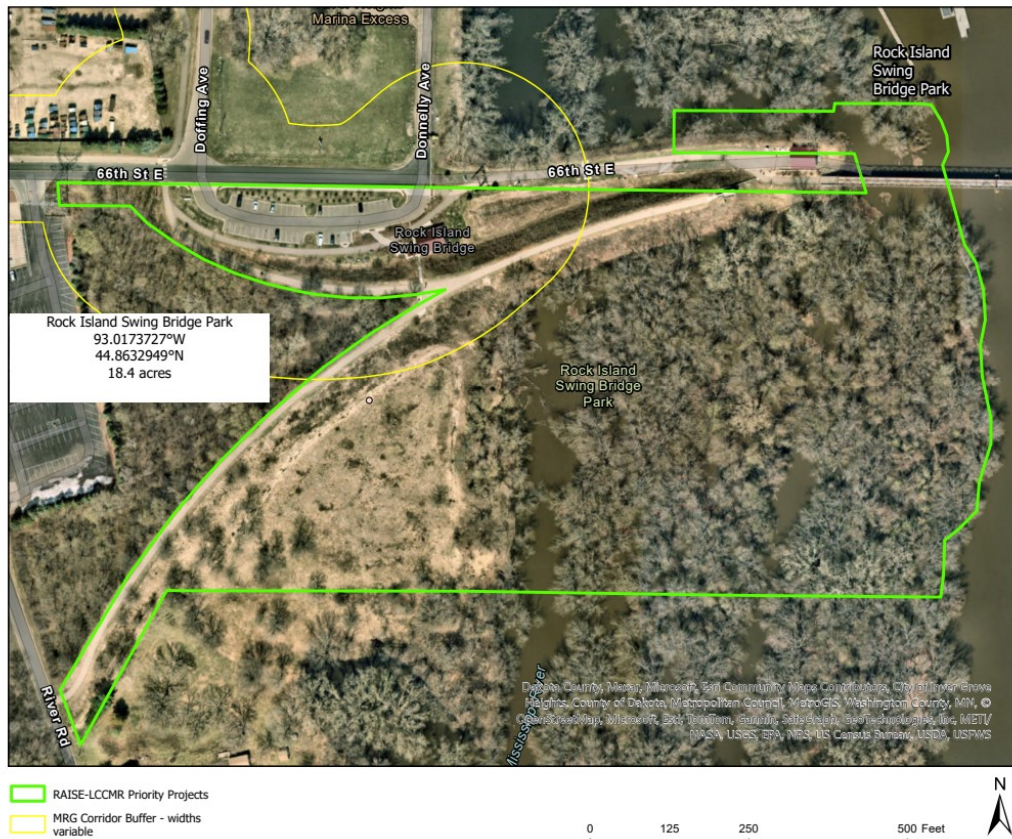 Marina Excess
Rock Island
Swing
Bridge Park
Doffing Ave
Donnelly Ave
66th St E
66th St E
Rock Island
Swing Bridge
Rock Island Swing Bridge Park
93.0173727°W
44.8632949°N
18.4 acres
Rock Island
Swing Bridge
Park
River Rd
Mississippi River
Dakota County, Maxar, Microsoft, Esri Community Maps Contributors, City of Inver Grove
Heights, County of Dakota, Metropolitan Council, MetroGIS, Washington County, MN, ©
OpenStreetMap, Microsoft, Esri, TomTom, Garmin, SafeGraph, GeoTechnologies, Inc, METI/
NASA, USGS, EPA, NPS, US Census Bureau, USDA, USFWS
RAISE-LCCMR Priority Projects
MRG Corridor Buffer - widths
variable
0 125 250 500 Feet
N